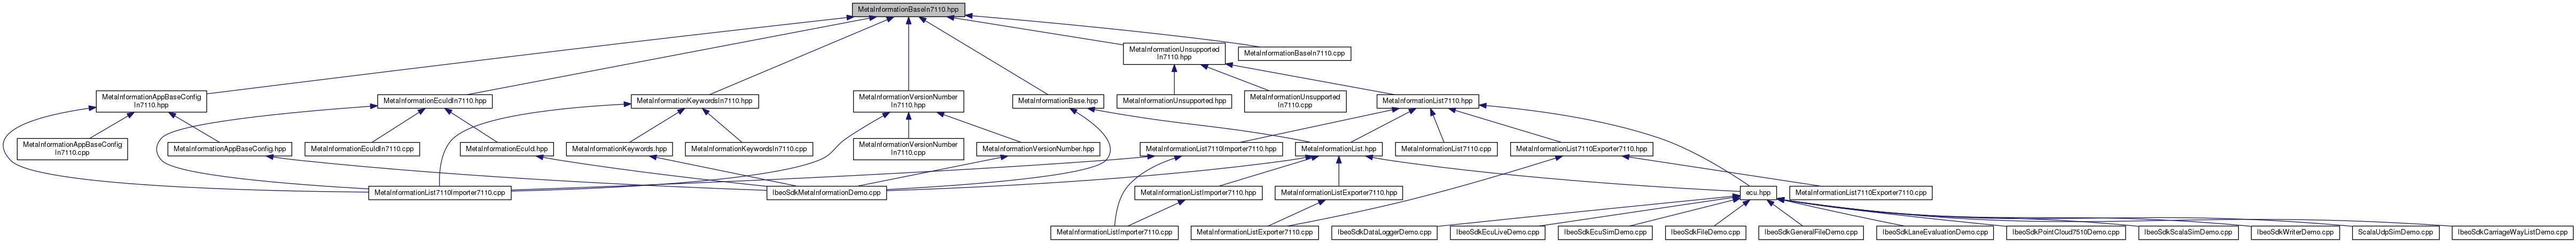 MetaInformationBaseIn7110.hpp
MetaInformationUnsupported
In7110.hpp
MetaInformationBaseIn7110.cpp
MetaInformationAppBaseConfig
In7110.hpp
MetaInformationEcuIdIn7110.hpp
MetaInformationKeywordsIn7110.hpp
MetaInformationVersionNumber
In7110.hpp
MetaInformationBase.hpp
MetaInformationUnsupported.hpp
MetaInformationUnsupported
In7110.cpp
MetaInformationList7110.hpp
MetaInformationAppBaseConfig
In7110.cpp
MetaInformationAppBaseConfig.hpp
MetaInformationEcuIdIn7110.cpp
MetaInformationEcuId.hpp
MetaInformationKeywords.hpp
MetaInformationKeywordsIn7110.cpp
MetaInformationVersionNumber
In7110.cpp
MetaInformationVersionNumber.hpp
MetaInformationList7110Importer7110.hpp
MetaInformationList.hpp
MetaInformationList7110.cpp
MetaInformationList7110Exporter7110.hpp
MetaInformationList7110Importer7110.cpp
IbeoSdkMetaInformationDemo.cpp
MetaInformationListImporter7110.hpp
MetaInformationListExporter7110.hpp
ecu.hpp
MetaInformationList7110Exporter7110.cpp
MetaInformationListImporter7110.cpp
MetaInformationListExporter7110.cpp
IbeoSdkDataLoggerDemo.cpp
IbeoSdkEcuLiveDemo.cpp
IbeoSdkEcuSimDemo.cpp
IbeoSdkFileDemo.cpp
IbeoSdkGeneralFileDemo.cpp
IbeoSdkLaneEvaluationDemo.cpp
IbeoSdkPointCloud7510Demo.cpp
IbeoSdkScalaSimDemo.cpp
IbeoSdkWriterDemo.cpp
ScalaUdpSimDemo.cpp
IbeoSdkCarriageWayListDemo.cpp